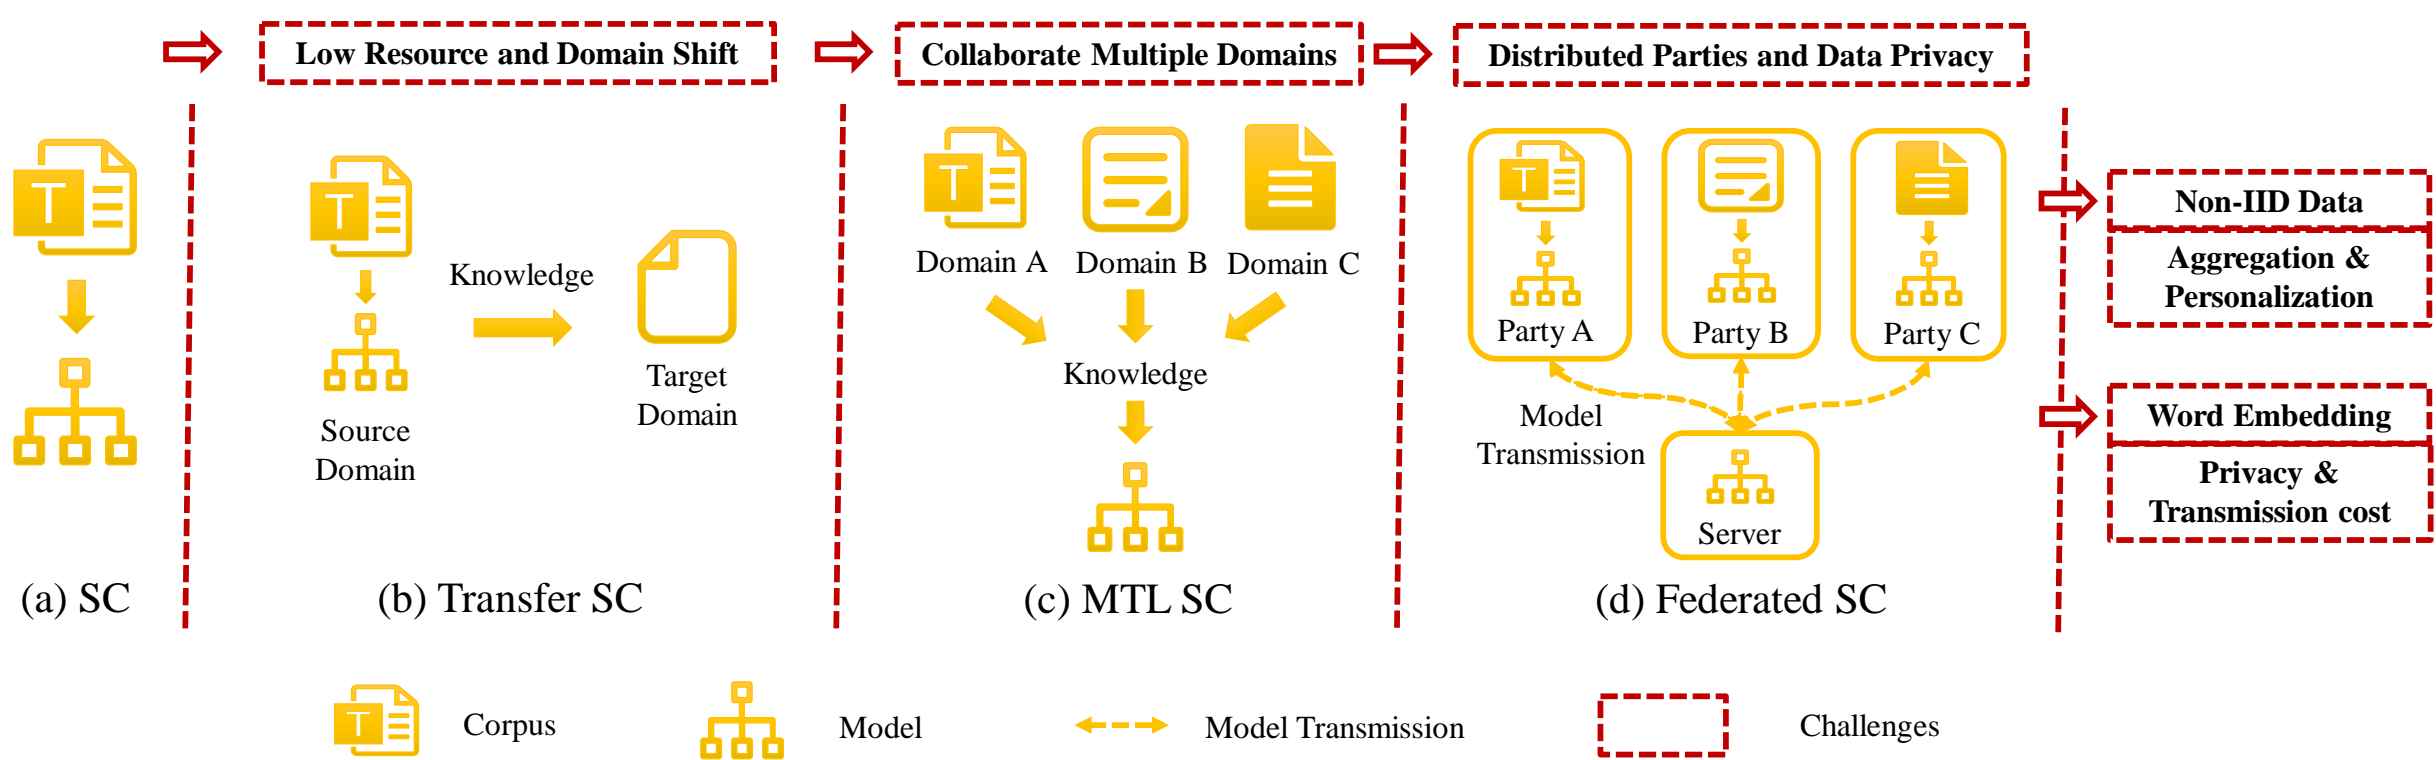 Low Resource and Domain Shift
Collaborate Multiple Domains
Distributed Parties and Data Privacy
T
(a) SC
T
Source
Domain
Knowledge
Target
Domain
(b) Transfer SC
T
Domain A
Domain B
Domain C
Knowledge
(c) MTL SC
T
Party A
Party B
Party C
Model
Transmission
Server
(d) Federated SC
Non-IID Data
Aggregation &
Personalization
Word Embedding
Privacy &
Transmission cost
T
Corpus
Model
Model Transmission
Challenges